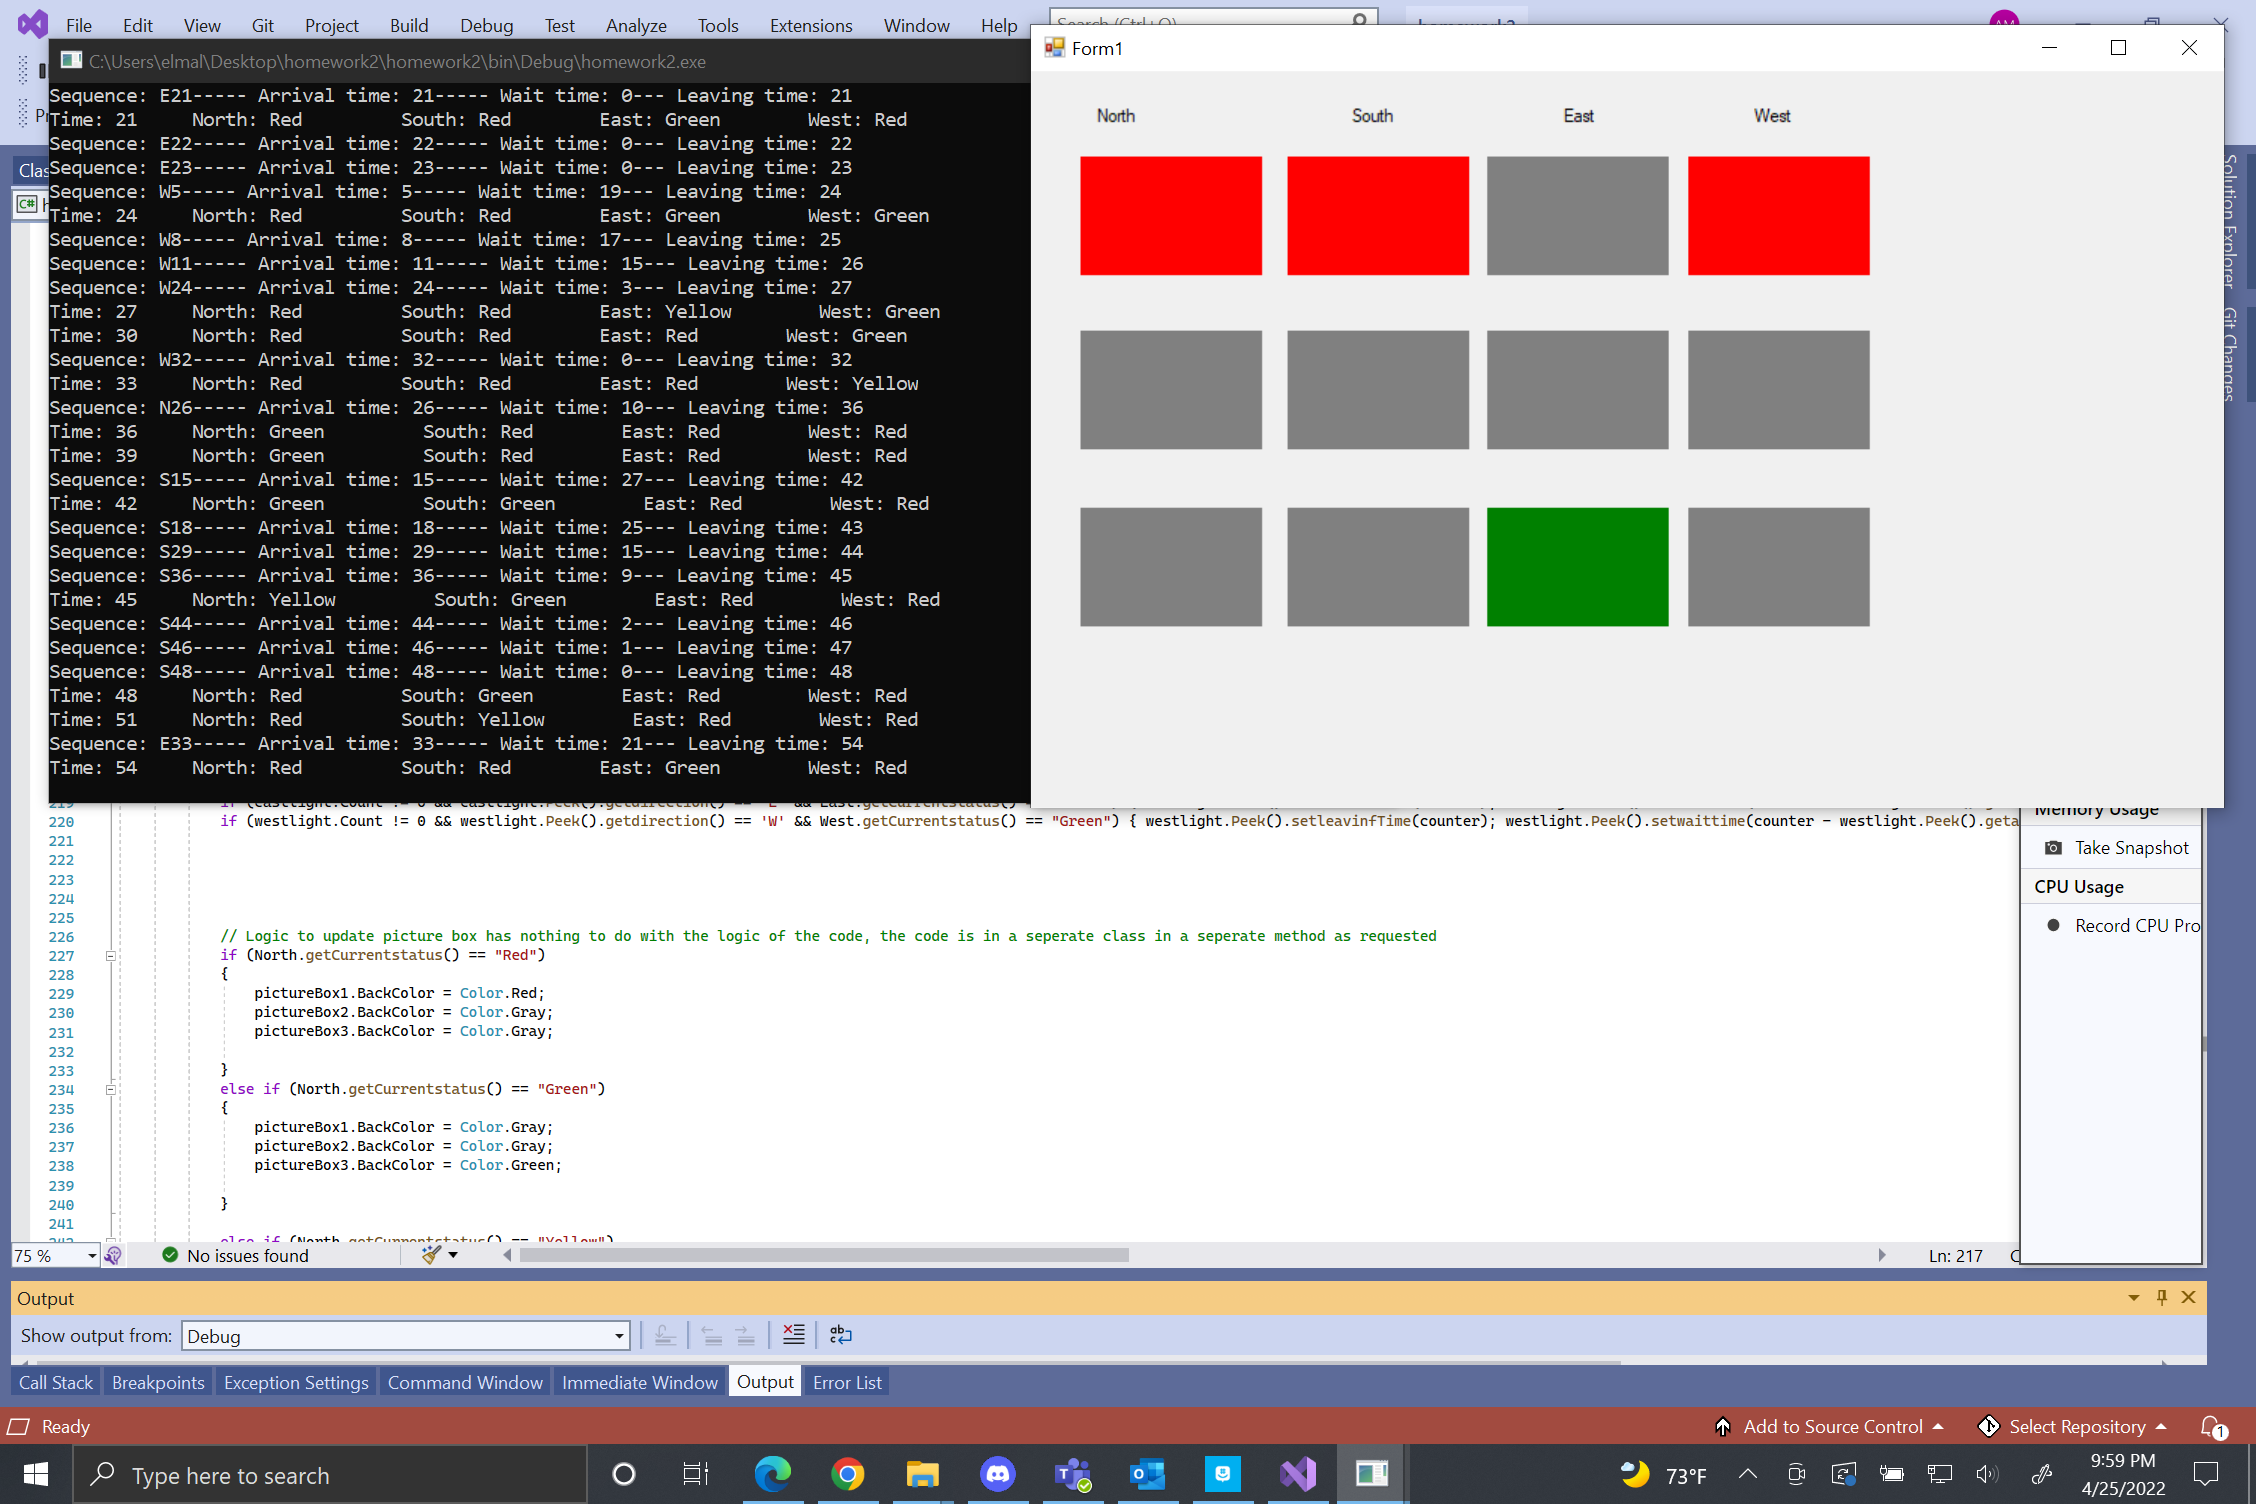 File Edit View Git Project Build Debug Test Analyze Tools Extensions Window Help
C:\Users\elmal\Desktop\homework2\homework2\bin\Debug\homework2.exe
Sequence: E21----- Arrival time: 21----- Wait time: 0--- Leaving time: 21
Time: 21 North: Red South: Red East: Green West: Red
Sequence: E22----- Arrival time: 22----- Wait time: 0--- Leaving time: 22
Sequence: E23----- Arrival time: 23----- Wait time: 0--- Leaving time: 23
Sequence: W5----- Arrival time: 5----- Wait time: 19--- Leaving time: 24
Time: 24 North: Red South: Red East: Green West: Green
Sequence: W8----- Arrival time: 8----- Wait time: 17--- Leaving time: 25
Sequence: W11----- Arrival time: 11----- Wait time: 15--- Leaving time: 26
Sequence: W24----- Arrival time: 24----- Wait time: 3--- Leaving time: 27
Time: 27 North: Red South: Red East: Yellow West: Green
Time: 30 North: Red South: Red East: Red West: Green
Sequence: W32----- Arrival time: 32----- Wait time: 0--- Leaving time: 32
Time: 33 North: Red South: Red East: Red West: Yellow
Sequence: N26----- Arrival time: 26----- Wait time: 10--- Leaving time: 36
Time: 36 North: Green South: Red East: Red West: Red
Time: 39 North: Green South: Red East: Red West: Red
Sequence: S15----- Arrival time: 15----- Wait time: 27--- Leaving time: 42
Time: 42 North: Green South: Green East: Red West: Red
Sequence: S18----- Arrival time: 18----- Wait time: 25--- Leaving time: 43
Sequence: S29----- Arrival time: 29----- Wait time: 15--- Leaving time: 44
Sequence: S36----- Arrival time: 36----- Wait time: 9--- Leaving time: 45
Time: 45 North: Yellow South: Green East: Red West: Red
Sequence: S44----- Arrival time: 44----- Wait time: 2--- Leaving time: 46
Sequence: S46----- Arrival time: 46----- Wait time: 1--- Leaving time: 47
Sequence: S48----- Arrival time: 48----- Wait time: 0--- Leaving time: 48
Time: 48 North: Red South: Green East: Red West: Red
Time: 51 North: Red South: Yellow East: Red West: Red
Sequence: E33----- Arrival time: 33----- Wait time: 21--- Leaving time: 54
Time: 54 North: Red South: Red East: Green West: Red
Form1
North South East West
Solution Explorer
Git Changes
220 if (westlight.Count != 0 && westlight.Peek().getdirection() == 'W' && West.getCurrentstatus() == "Green") { westlight.Peek().setleavinfTime(counter); westlight.Peek().setwaittime(counter - westlight.Peek().geta
221
222
223
224
225
226 // Logic to update picture box has nothing to do with the logic of the code, the code is in a seperate class in a seperate method as requested
227 if (North.getCurrentstatus() == "Red")
228 {
229 pictureBox1.BackColor = Color.Red;
230 pictureBox2.BackColor = Color.Gray;
231 pictureBox3.BackColor = Color.Gray;
232
233 }
234 else if (North.getCurrentstatus() == "Green")
235 {
236 pictureBox1.BackColor = Color.Gray;
237 pictureBox2.BackColor = Color.Gray;
238 pictureBox3.BackColor = Color.Green;
239
240 }
241
Memory Usage
Take Snapshot
CPU Usage
Record CPU Pro
75 % No issues found Ln: 217
Output
Show output from: Debug
Call Stack Breakpoints Exception Settings Command Window Immediate Window Output Error List
Ready Add to Source Control Select Repository 1
Type here to search
73°F
9:59 PM
4/25/2022